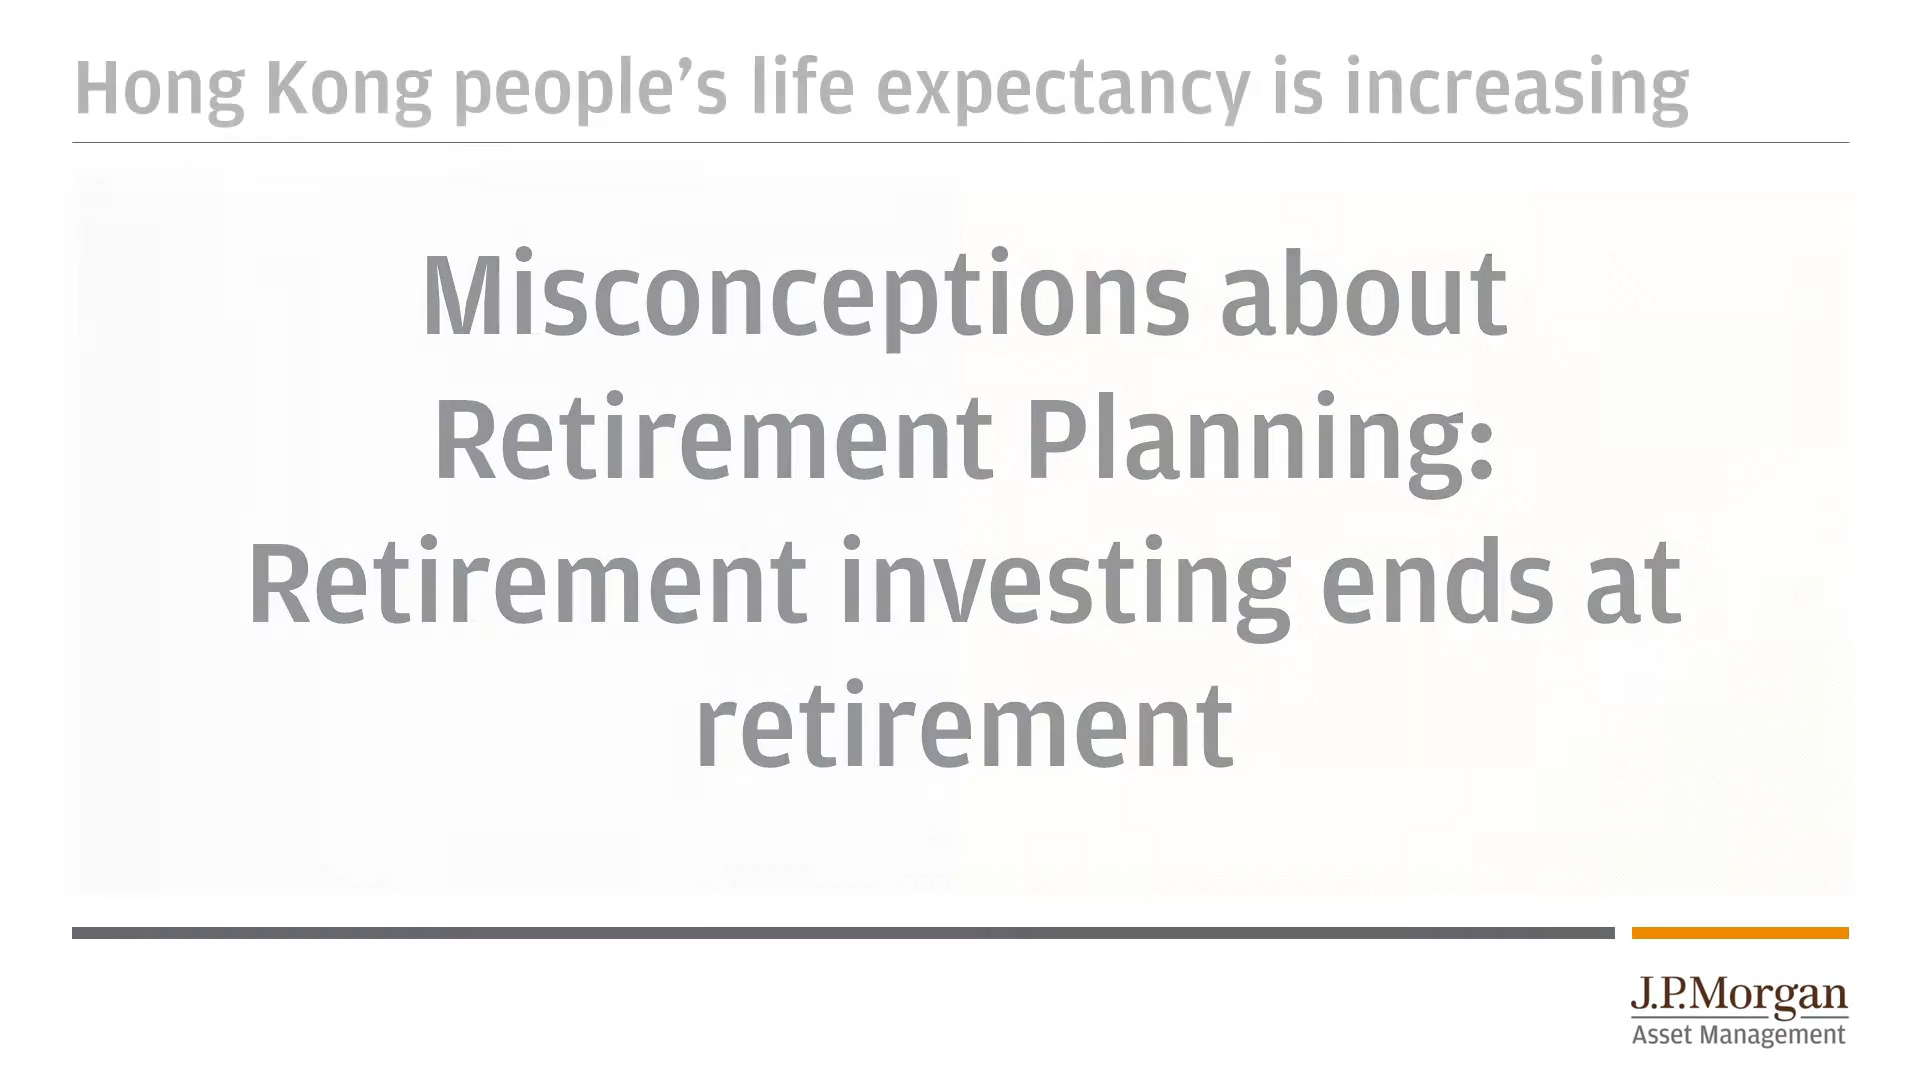 Hong Kong people’s life expectancy is increasing
Misconceptions about
Retirement Planning:
Retirement investing ends at
retirement
J.P.Morgan
Asset Management